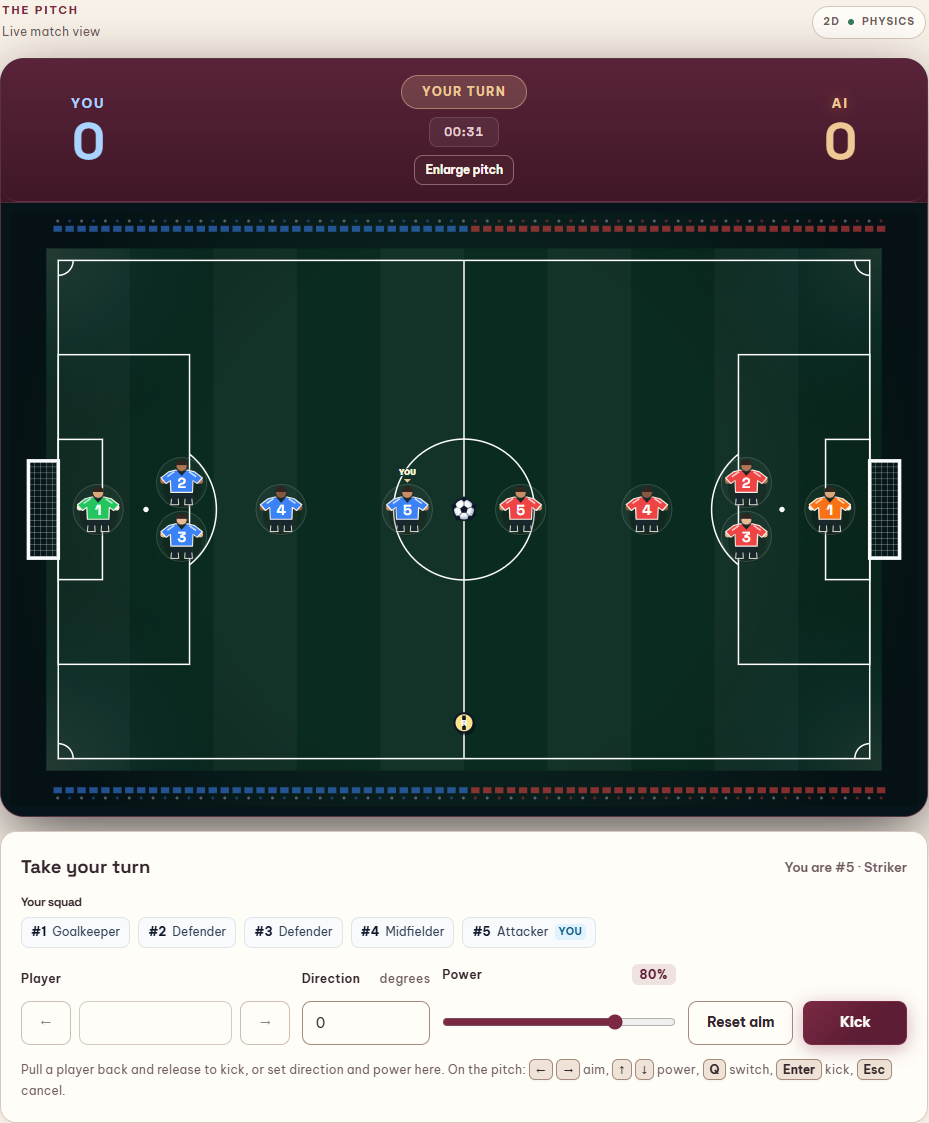 THE PITCH
Live match view
2D PHYSICS
YOU
0
YOUR TURN
00:31
Enlarge pitch
AI
0
YOU
2
2
1
4
5
5
4
1
3
3
Take your turn
You are #5 · Striker
Your squad
#1 Goalkeeper
#2 Defender
#3 Defender
#4 Midfielder
#5 Attacker YOU
Player
Direction degrees
Power
80%
←
→
0
Reset aim
Kick
Pull a player back and release to kick, or set direction and power here. On the pitch: ← → aim, ↑ ↓ power, Q switch, Enter kick, Esc
cancel.